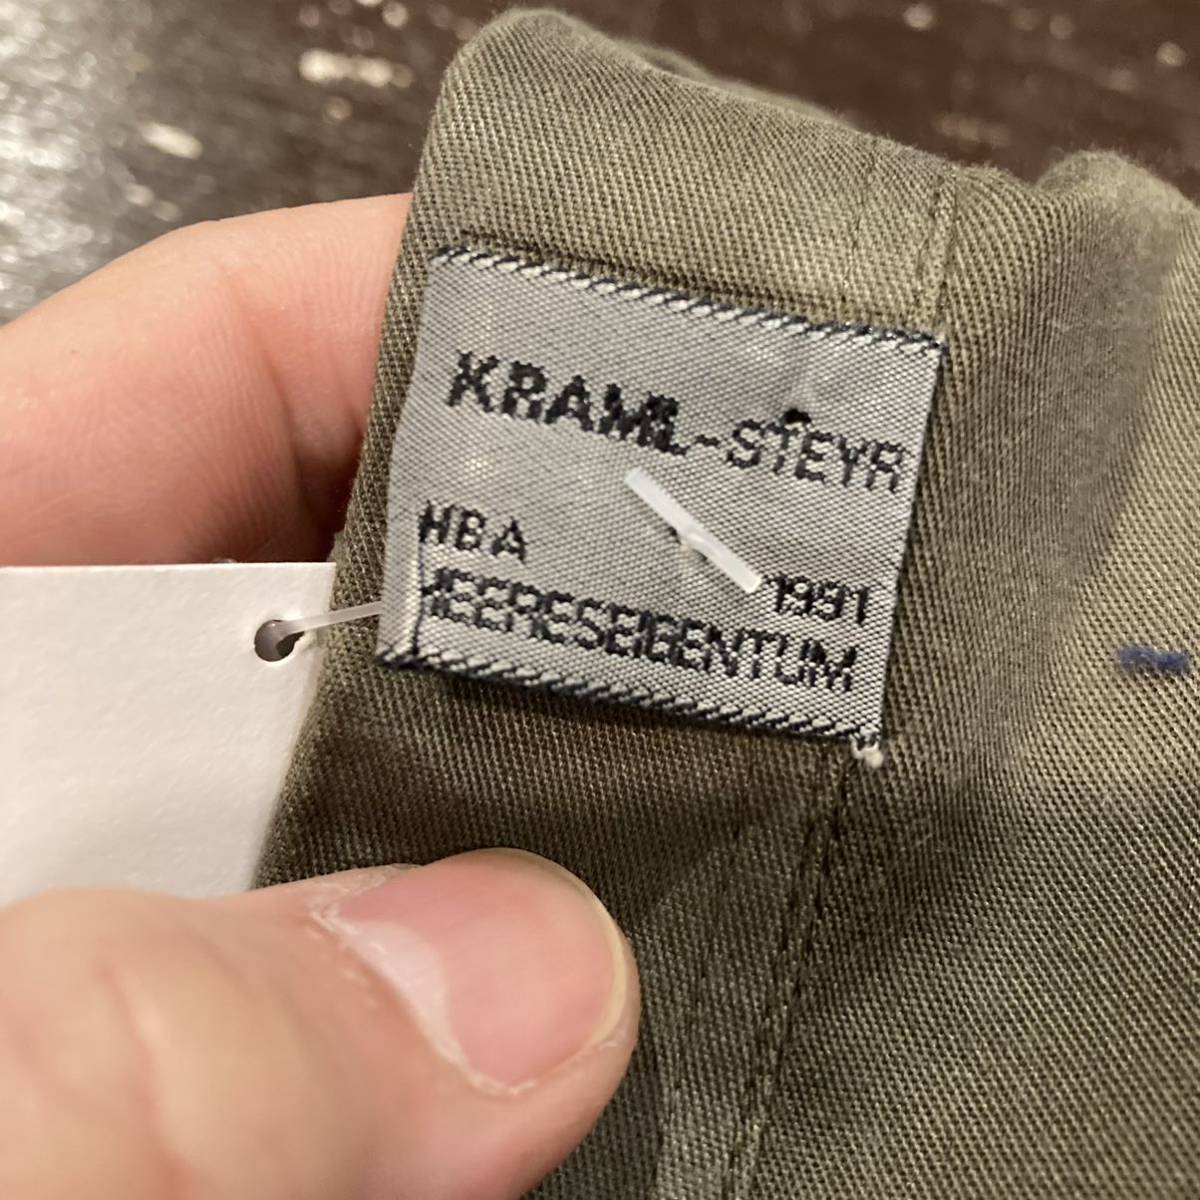 KRAML-STEYR
HBA 1991
HEERESEIGENTUM